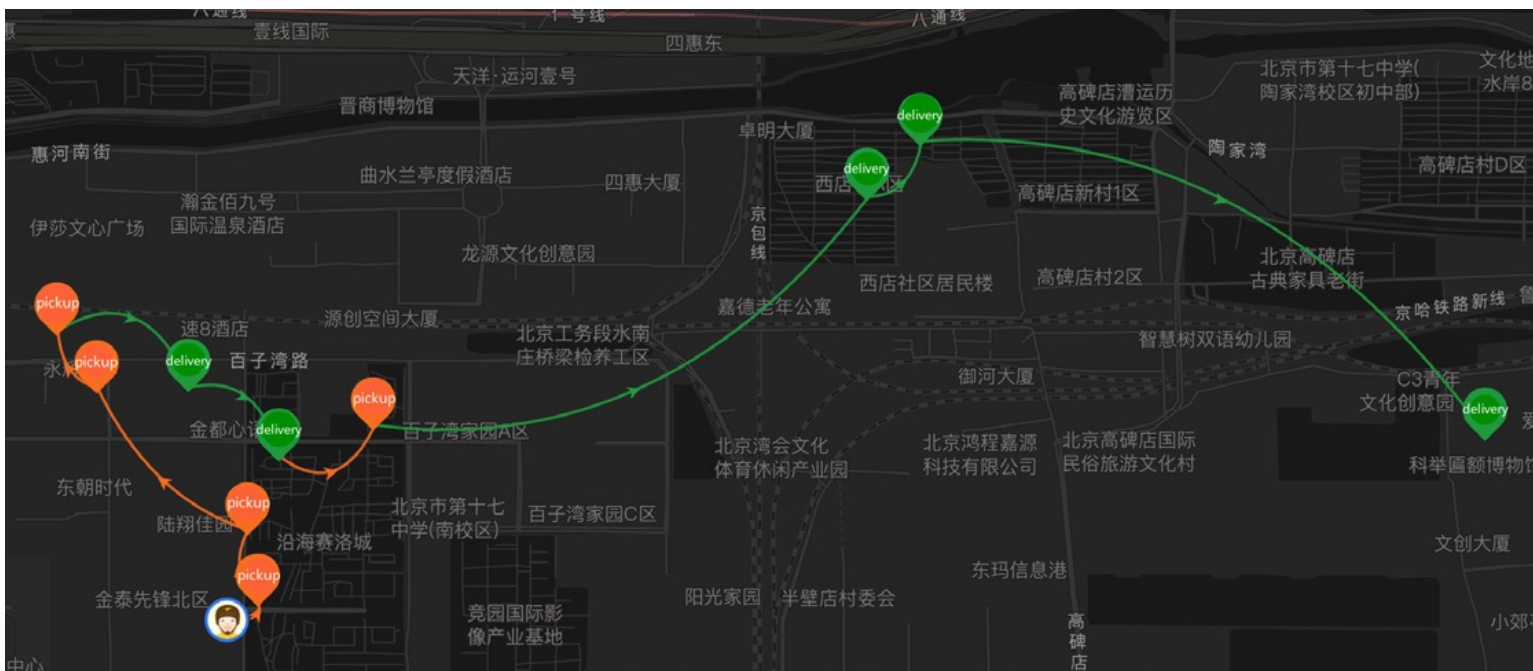 八通线
1号线
八通线
壹线国际
四惠东
天洋·运河壹号
北京市第十七中学(
陶家湾校区初中部)
文化地
水岸8
晋商博物馆
高碑店漕运历
史文化游览区
delivery
卓明大厦
惠河南街
陶家湾
曲水兰亭度假酒店
四惠大厦
delivery
高碑店村D区
瀚金佰九号
国际温泉酒店
高碑店新村1区
伊莎文心广场
京包线
龙源文化创意园
北京高碑店
古典家具老街
西店社区居民楼
高碑店村2区
pickup
嘉德老年公寓
京哈铁路新线
鲁
源创空间大厦
速8酒店
北京工务段水南
庄桥梁检养工区
智慧树双语幼儿园
pickup
delivery
百子湾路
御河大厦
C3青年
文化创意园
pickup
delivery
金都心
delivery
百子湾家园A区
北京湾会文化
体育休闲产业园
北京鸿程嘉源
科技有限公司
北京高碑店国际
民俗旅游文化村
科举匾额博物馆
东朝时代
pickup
陆翔佳园
北京市第十七
中学(南校区)
百子湾家园C区
沿海赛洛城
文创大厦
pickup
东玛信息港
金泰先锋北区
阳光家园
半壁店村委会
竞园国际影
像产业基地
高碑店
小郊
中心